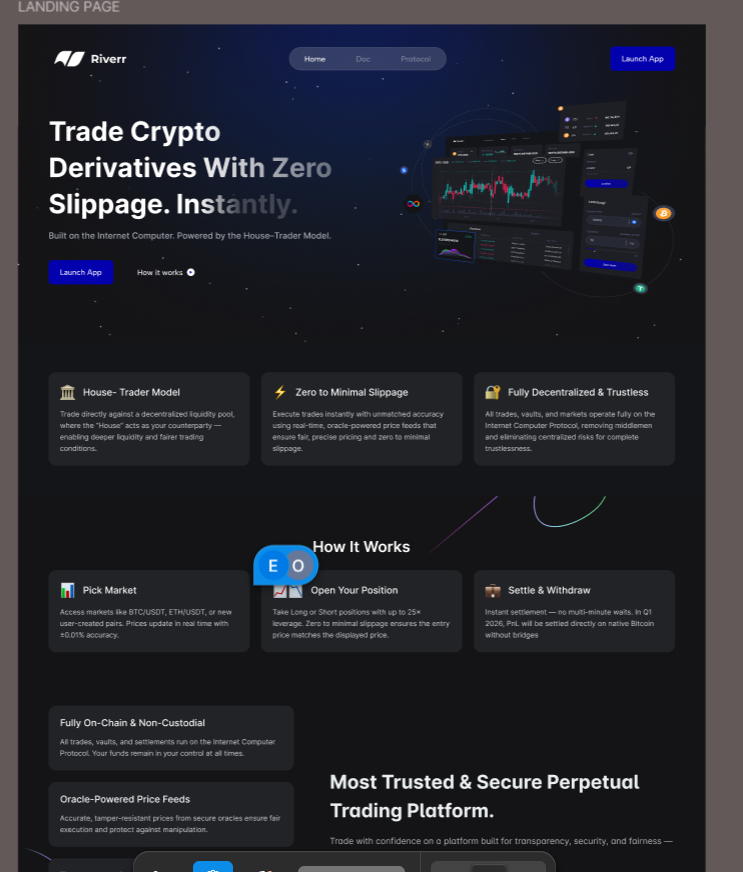 LANDING PAGE
Riverr
Home
Doc
Protocol
Launch App
Trade Crypto
Derivatives With Zero
Slippage. Instantly.
Built on the Internet Computer. Powered by the House–Trader Model.
Launch App
How it works
House- Trader Model
Trade directly against a decentralized liquidity pool,
where the "House" acts as your counterparty —
enabling deeper liquidity and fairer trading
conditions.
Zero to Minimal Slippage
Execute trades instantly with unmatched accuracy
using real-time, oracle-powered price feeds that
ensure fair, precise pricing and zero to minimal
slippage.
Fully Decentralized & Trustless
All trades, vaults, and markets operate fully on the
Internet Computer Protocol, removing middlemen
and eliminating centralized risks for complete
trustlessness.
How It Works
E
O
Pick Market
Access markets like BTC/USDT, ETH/USDT, or new
user-created pairs. Prices update in real time with
±0.01% accuracy.
Open Your Position
Take Long or Short positions with up to 25×
leverage. Zero to minimal slippage ensures the entry
price matches the displayed price.
Settle & Withdraw
Instant settlement — no multi-minute waits. In Q1
2026, PnL will be settled directly on native Bitcoin
without bridges
Fully On-Chain & Non-Custodial
All trades, vaults, and settlements run on the Internet Computer
Protocol. Your funds remain in your control at all times.
Oracle-Powered Price Feeds
Accurate, tamper-resistant prices from secure oracles ensure fair
execution and protect against manipulation.
Most Trusted & Secure Perpetual
Trading Platform.
Trade with confidence on a platform built for transparency, security, and fairness —